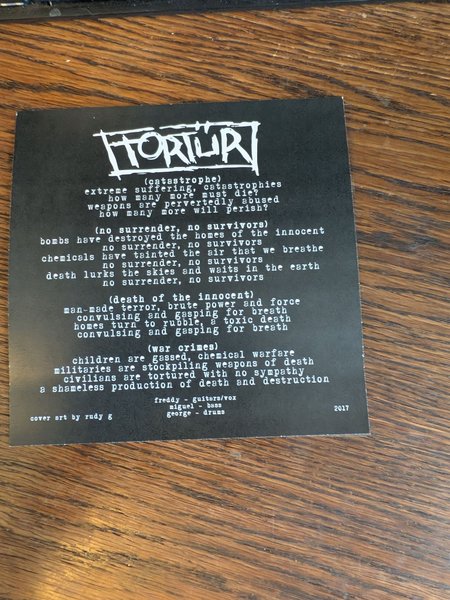 TORTÜR
(catastrophe)
extreme suffering, catastrophies
how many more must die?
weapons are pervertedly abused
how many more will perish?
(no surrender, no survivors)
bombs have destroyed the homes of the innocent
no surrender, no survivors
chemicals have tainted the air that we breathe
no surrender, no survivors
death lurks the skies and waits in the earth
no surrender, no survivors
(death of the innocent)
man-made terror, brute power and force
convulsing and gasping for breath
homes turn to rubble, a toxic death
convulsing and gasping for breath
(war crimes)
children are gassed, chemical warfare
militaries are stockpiling weapons of death
civilians are tortured with no sympathy
a shameless production of death and destruction
freddy - guitars/vox
miguel - bass
george - drums
cover art by rudy g
2017